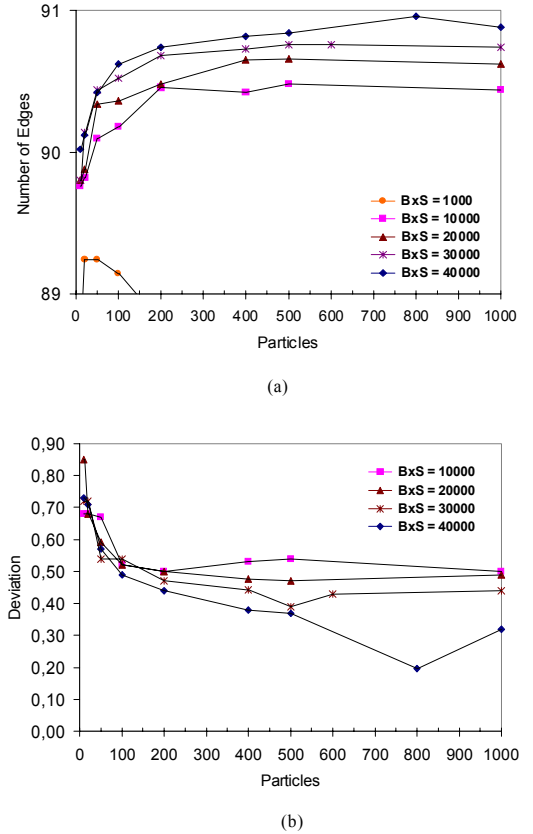 91
90
89
Number of Edges
BxS = 1000
BxS = 10000
BxS = 20000
BxS = 30000
BxS = 40000
0 100 200 300 400 500 600 700 800 900 1000
Particles
(a)
0,90
0,80
0,70
0,60
0,50
0,40
0,30
0,20
0,10
0,00
Deviation
BxS = 10000
BxS = 20000
BxS = 30000
BxS = 40000
0 100 200 300 400 500 600 700 800 900 1000
Particles
(b)